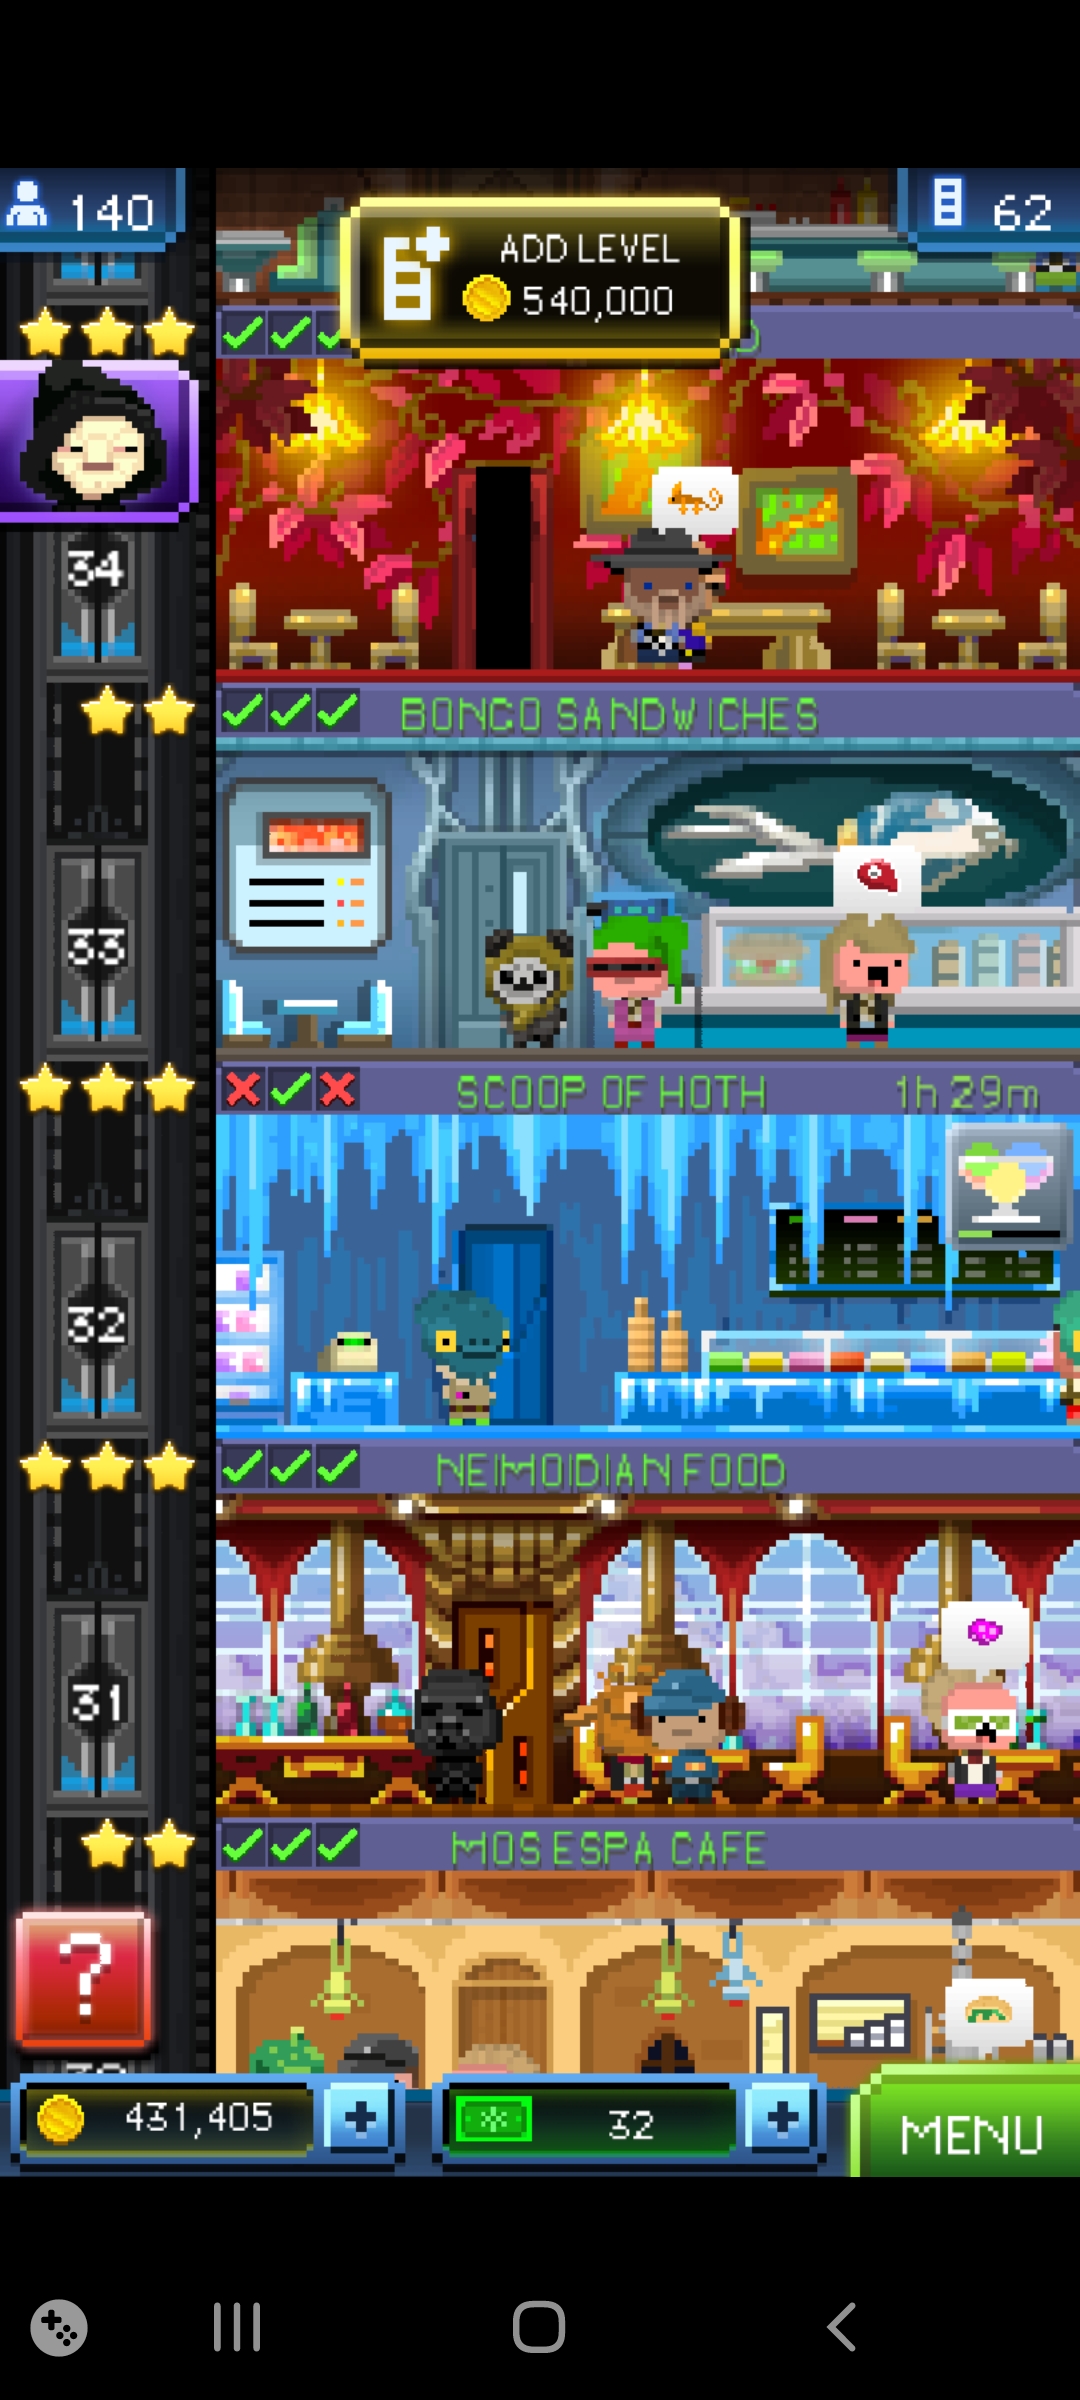 140
62
ADD LEVEL
540,000
34
BONGO SANDWICHES
33
SCOOP OF HOTH 1h 29m
32
NEIMOIDIAN FOOD
31
MOS ESPA CAFE
?
431,405
32
MENU